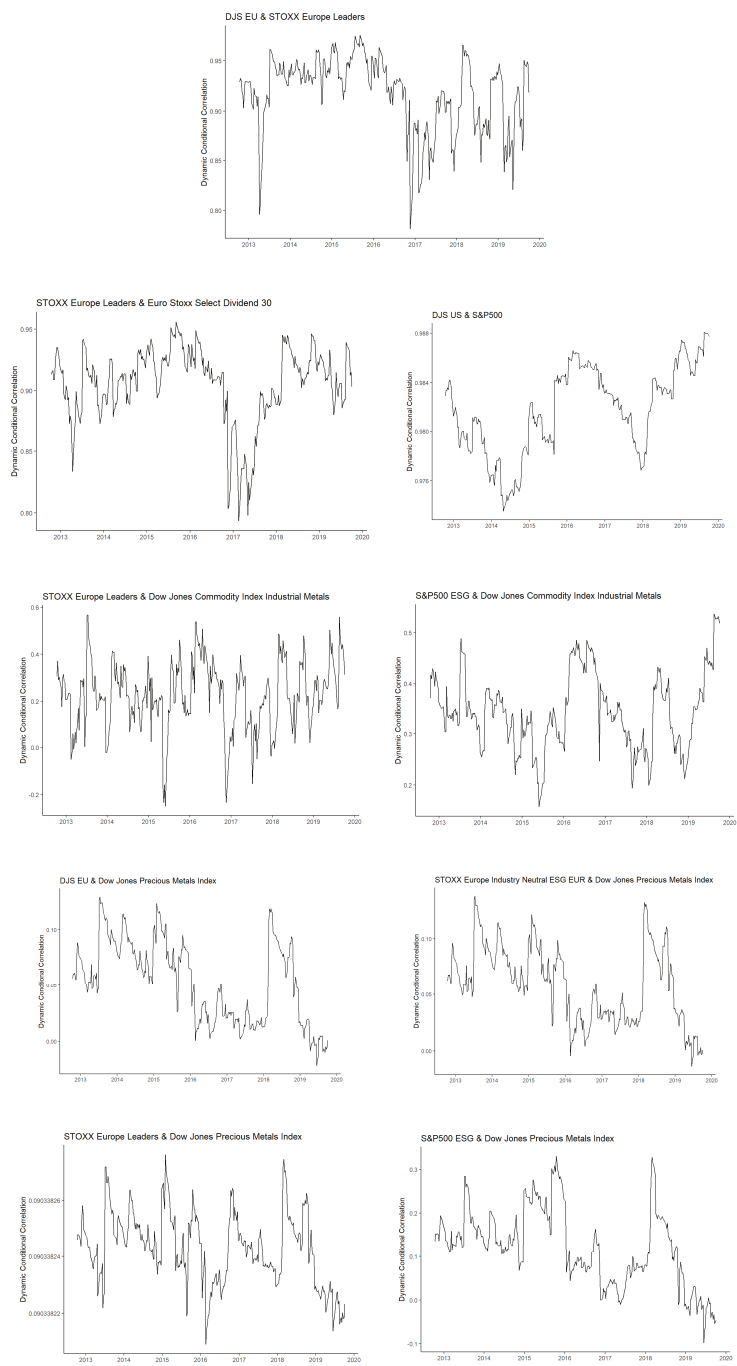 DJS EU & STOXX Europe Leaders
Dynamic Conditional Correlation
0.95
0.90
0.85
0.80
2013 2014 2015 2016 2017 2018 2019 2020
STOXX Europe Leaders & Euro Stoxx Select Dividend 30
Dynamic Conditional Correlation
0.95
0.90
0.85
0.80
2013 2014 2015 2016 2017 2018 2019 2020
DJS US & S&P500
Dynamic Conditional Correlation
0.988
0.984
0.980
0.976
2013 2014 2015 2016 2017 2018 2019 2020
STOXX Europe Leaders & Dow Jones Commodity Index Industrial Metals
Dynamic Conditional Correlation
0.6
0.4
0.2
0.0
-0.2
2013 2014 2015 2016 2017 2018 2019 2020
S&P500 ESG & Dow Jones Commodity Index Industrial Metals
Dynamic Conditional Correlation
0.5
0.4
0.3
0.2
2013 2014 2015 2016 2017 2018 2019 2020
DJS EU & Dow Jones Precious Metals Index
Dynamic Conditional Correlation
0.10
0.05
0.00
2013 2014 2015 2016 2017 2018 2019 2020
STOXX Europe Industry Neutral ESG EUR & Dow Jones Precious Metals Index
Dynamic Conditional Correlation
0.10
0.05
0.00
2013 2014 2015 2016 2017 2018 2019 2020
STOXX Europe Leaders & Dow Jones Precious Metals Index
Dynamic Conditional Correlation
0.09033826
0.09033824
0.09033822
2013 2014 2015 2016 2017 2018 2019 2020
S&P500 ESG & Dow Jones Precious Metals Index
Dynamic Conditional Correlation
0.3
0.2
0.1
0.0
-0.1
2013 2014 2015 2016 2017 2018 2019 2020